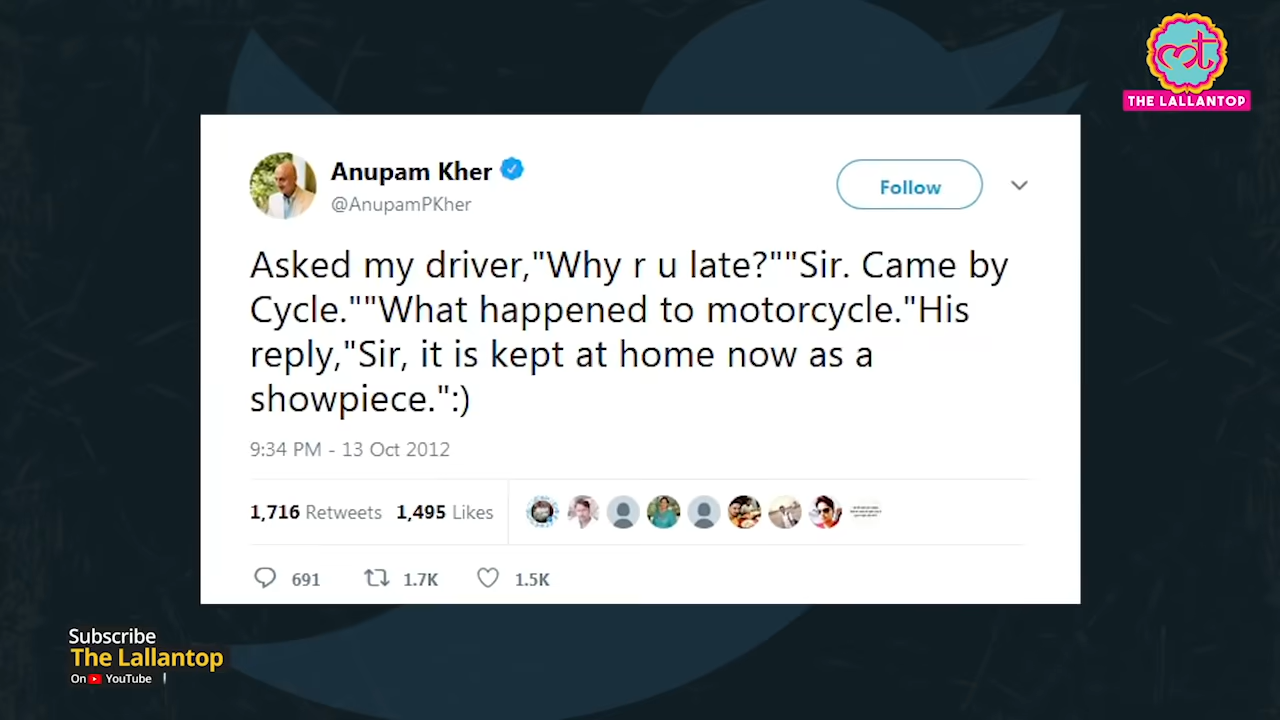 mt
THE LALLANTOP
Anupam Kher
@AnupamPKher
Follow
Asked my driver,"Why r u late?""Sir. Came by
Cycle.""What happened to motorcycle."His
reply,"Sir, it is kept at home now as a
showpiece.":)
9:34 PM - 13 Oct 2012
1,716 Retweets 1,495 Likes
691 1.7K 1.5K
Subscribe
The Lallantop
On YouTube